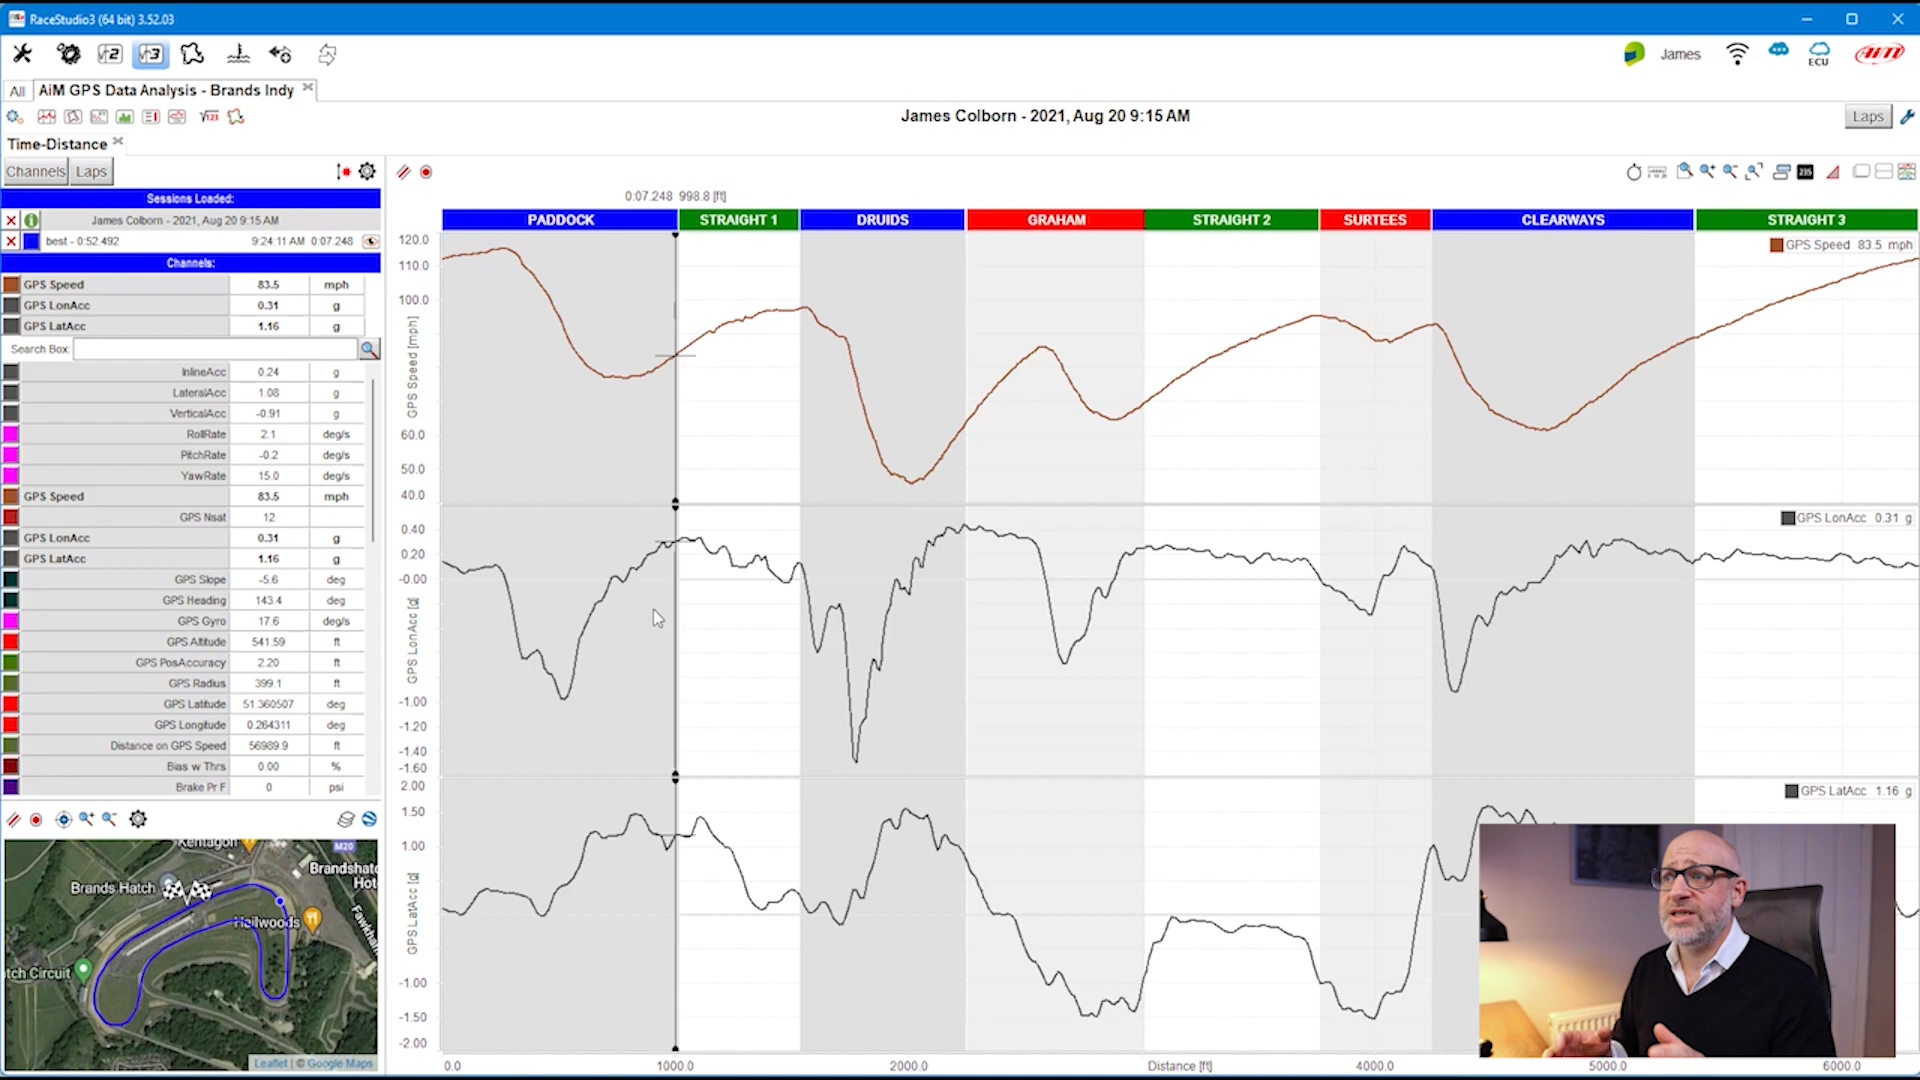 RaceStudio3 (64 bit) 3.52.03
James
ECU
AiM
All
AiM GPS Data Analysis - Brands Indy
James Colborn - 2021, Aug 20 9:15 AM
Laps
Time-Distance
Channels
Laps
0:07.248 998.8 [ft]
Sessions Loaded:
James Colborn - 2021, Aug 20 9:15 AM
best - 0:52.492 9:24:11 AM 0:07.248
Channels:
GPS Speed 83.5 mph
GPS LonAcc 0.31 g
GPS LatAcc 1.16 g
Search Box:
InlineAcc 0.24 g
LateralAcc 1.08 g
VerticalAcc -0.91 g
RollRate 2.1 deg/s
PitchRate -0.2 deg/s
YawRate 15.0 deg/s
GPS Speed 83.5 mph
GPS Nsat 12
GPS LonAcc 0.31 g
GPS LatAcc 1.16 g
GPS Slope -5.6 deg
GPS Heading 143.4 deg
GPS Gyro 17.6 deg/s
GPS Altitude 541.59 ft
GPS PosAccuracy 2.20 ft
GPS Radius 399.1 ft
GPS Latitude 51.360507 deg
GPS Longitude 0.264311 deg
Distance on GPS Speed 56989.9 ft
Bias w Thrs 0.00 %
Brake Pr F 0 psi
Kentagon
M20
Brandshatch
Hot
Brands Hatch
Hailwoods
Fawkham
tch Circuit
Leaflet | © Google Maps
PADDOCK STRAIGHT 1 DRUIDS GRAHAM STRAIGHT 2 SURTEES CLEARWAYS STRAIGHT 3
GPS Speed 83.5 mph
120.0
110.0
100.0
60.0
50.0
40.0
GPS Speed [mph]
GPS LonAcc 0.31 g
0.40
0.20
-0.00
-1.00
-1.20
-1.40
-1.60
GPS LonAcc [g]
GPS LatAcc 1.16 g
2.00
1.50
1.00
-1.00
-1.50
-2.00
GPS LatAcc [g]
0.0 1000.0 2000.0 Distance [ft] 4000.0 5000.0 6000.0